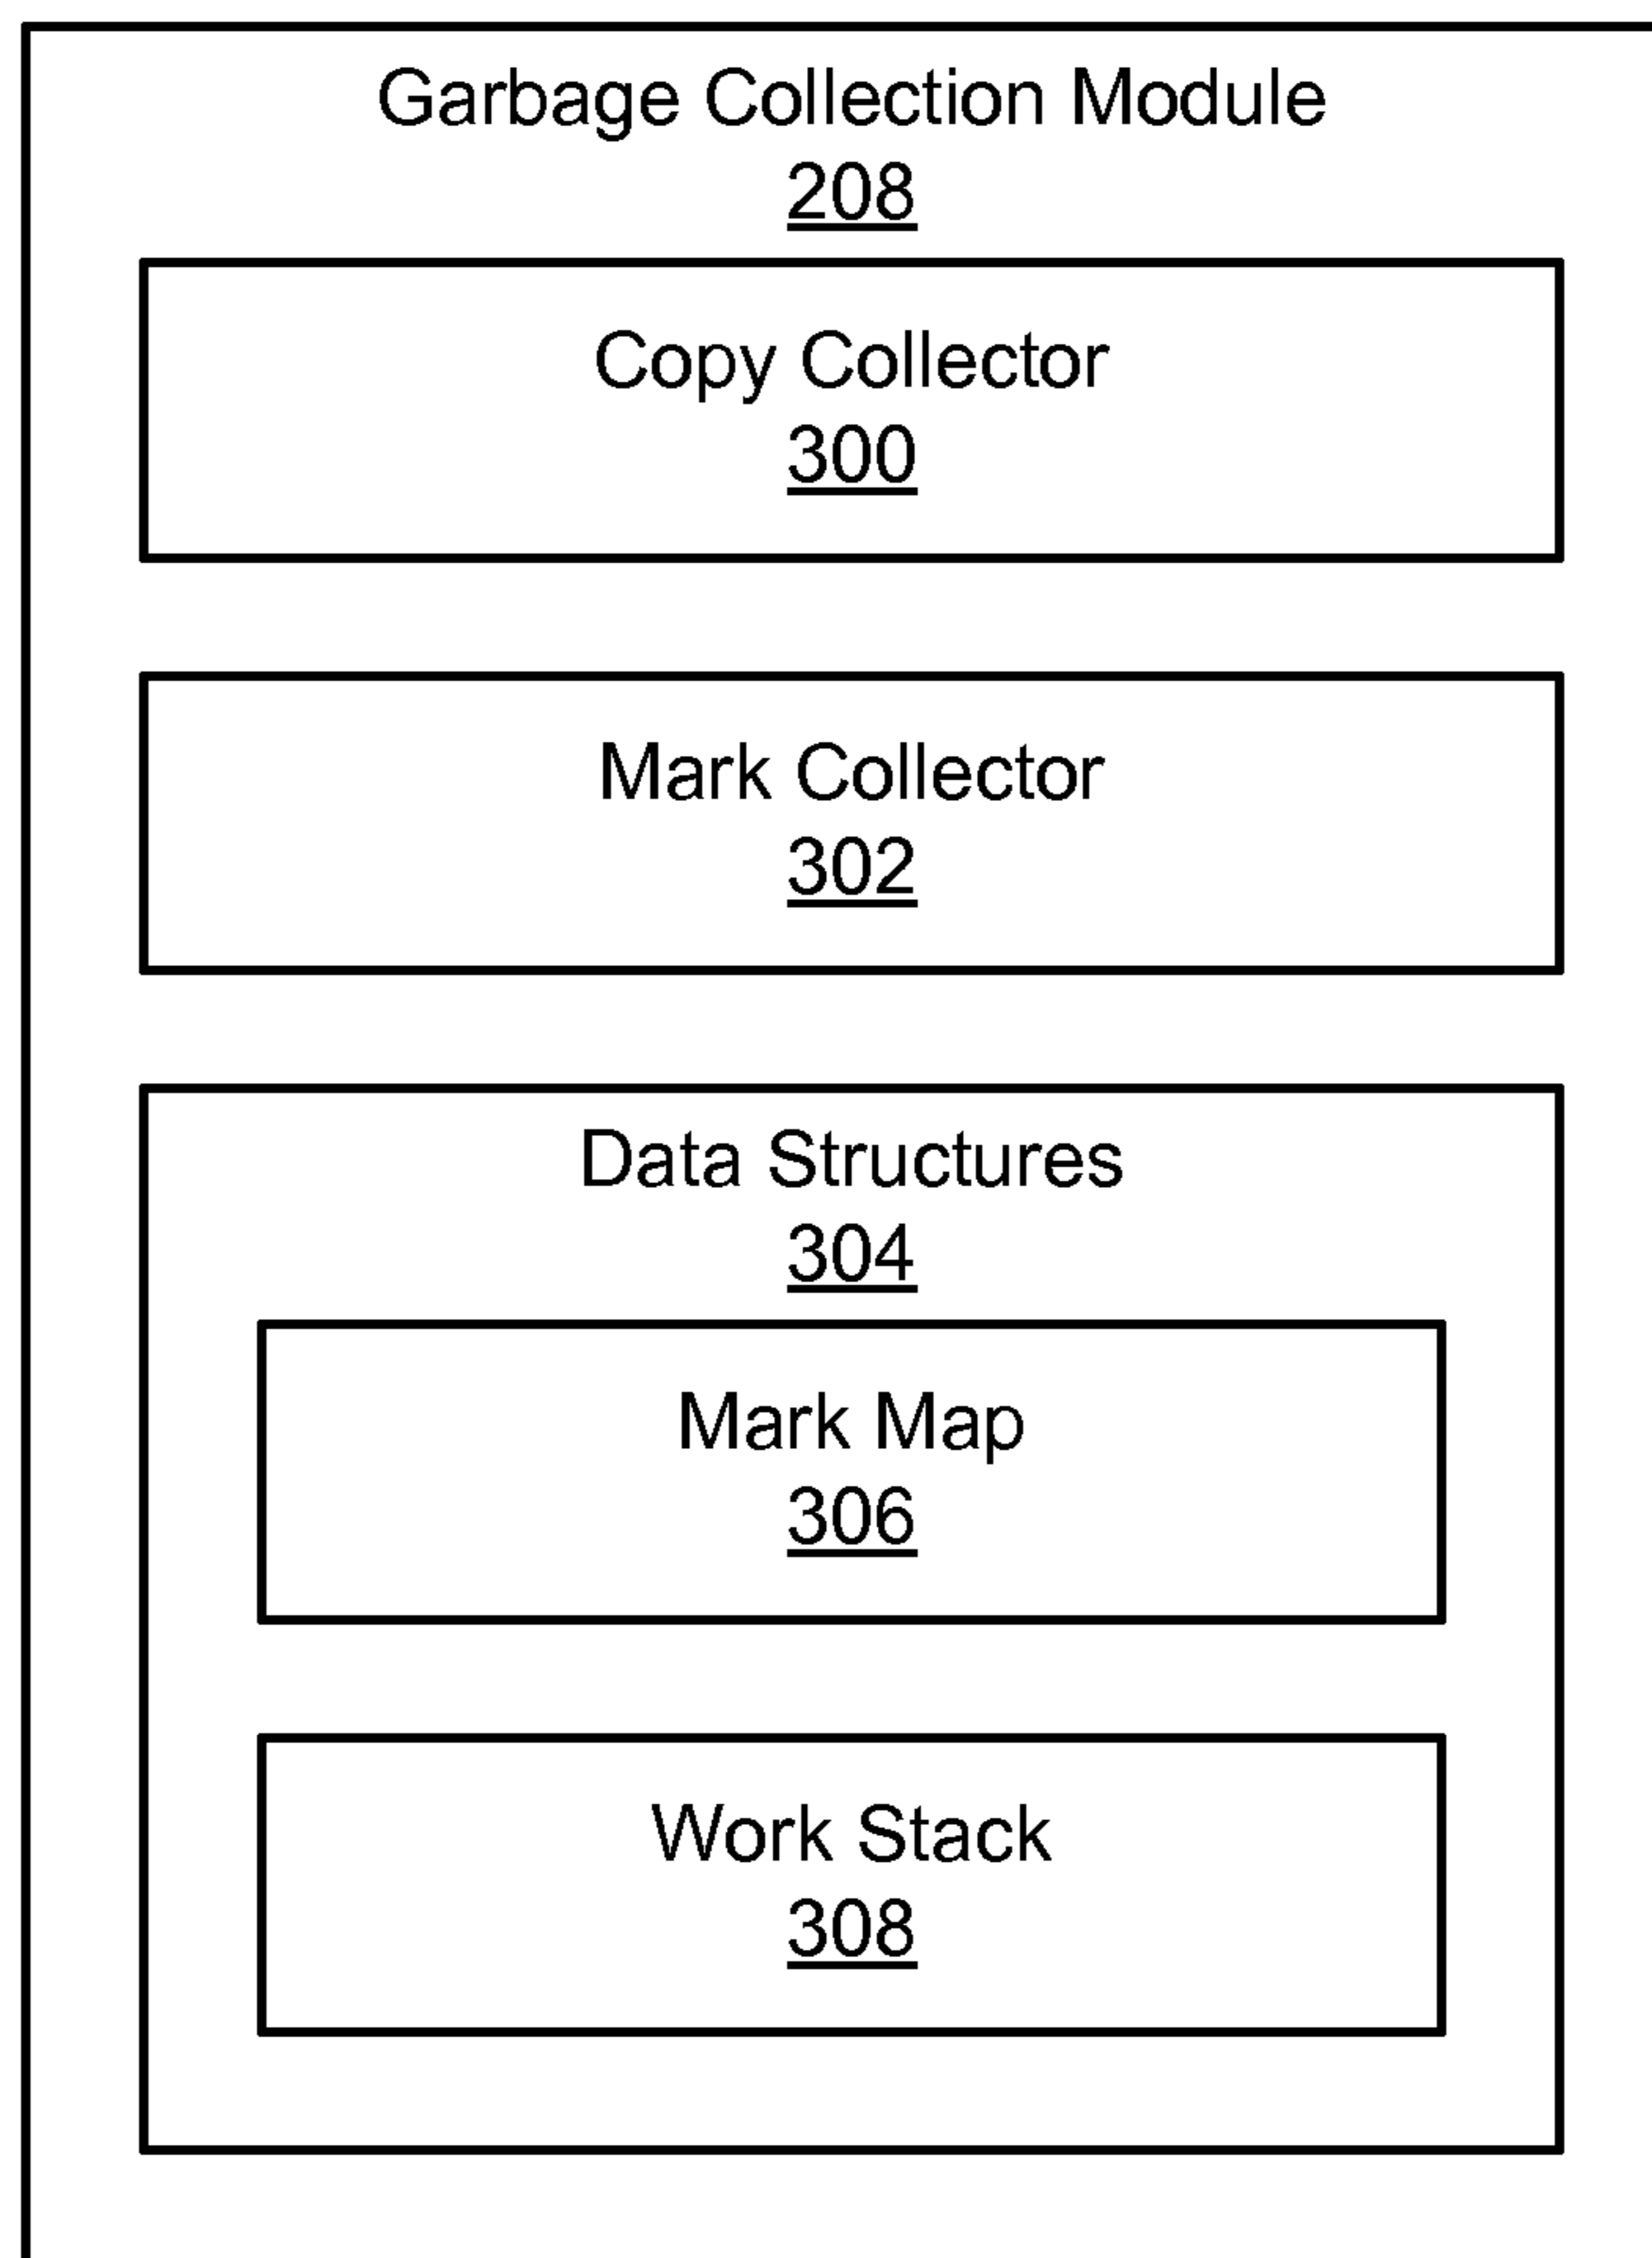 Garbage Collection Module
208
Copy Collector
300
Mark Collector
302
Data Structures
304
Mark Map
306
Work Stack
308